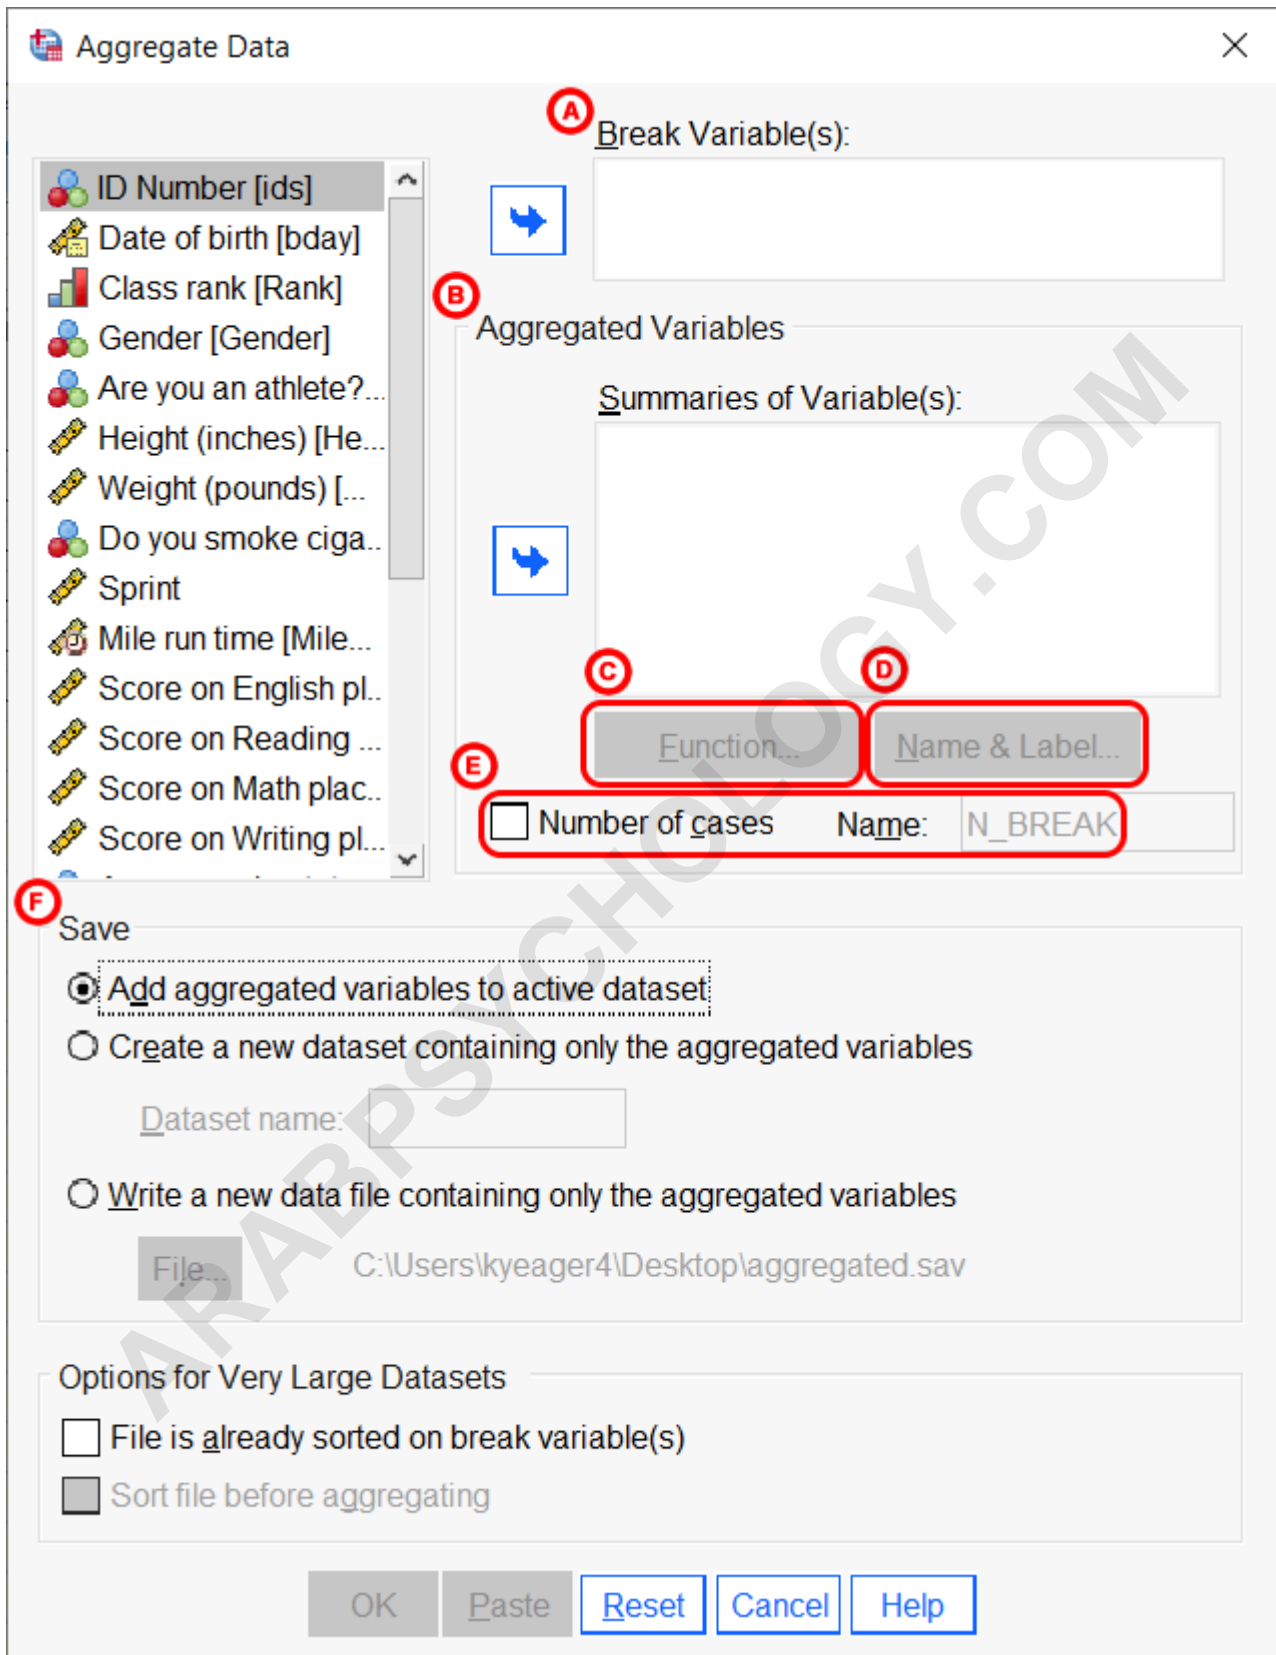 Aggregate Data
A
Break Variable(s):
ID Number [ids]
Date of birth [bday]
Class rank [Rank]
Gender [Gender]
Are you an athlete?...
Height (inches) [He...
Weight (pounds) [...
Do you smoke ciga..
Sprint
Mile run time [Mile...
Score on English pl..
Score on Reading ...
Score on Math plac..
Score on Writing pl...
B
Aggregated Variables
Summaries of Variable(s):
C
D
Function...
Name & Label...
E
Number of cases Name: N_BREAK
F
Save
Add aggregated variables to active dataset
Create a new dataset containing only the aggregated variables
Dataset name:
Write a new data file containing only the aggregated variables
File... C:\Users\kyeager4\Desktop\aggregated.sav
Options for Very Large Datasets
File is already sorted on break variable(s)
Sort file before aggregating
OK Paste Reset Cancel Help
ARABPSYCHOLOGY.COM